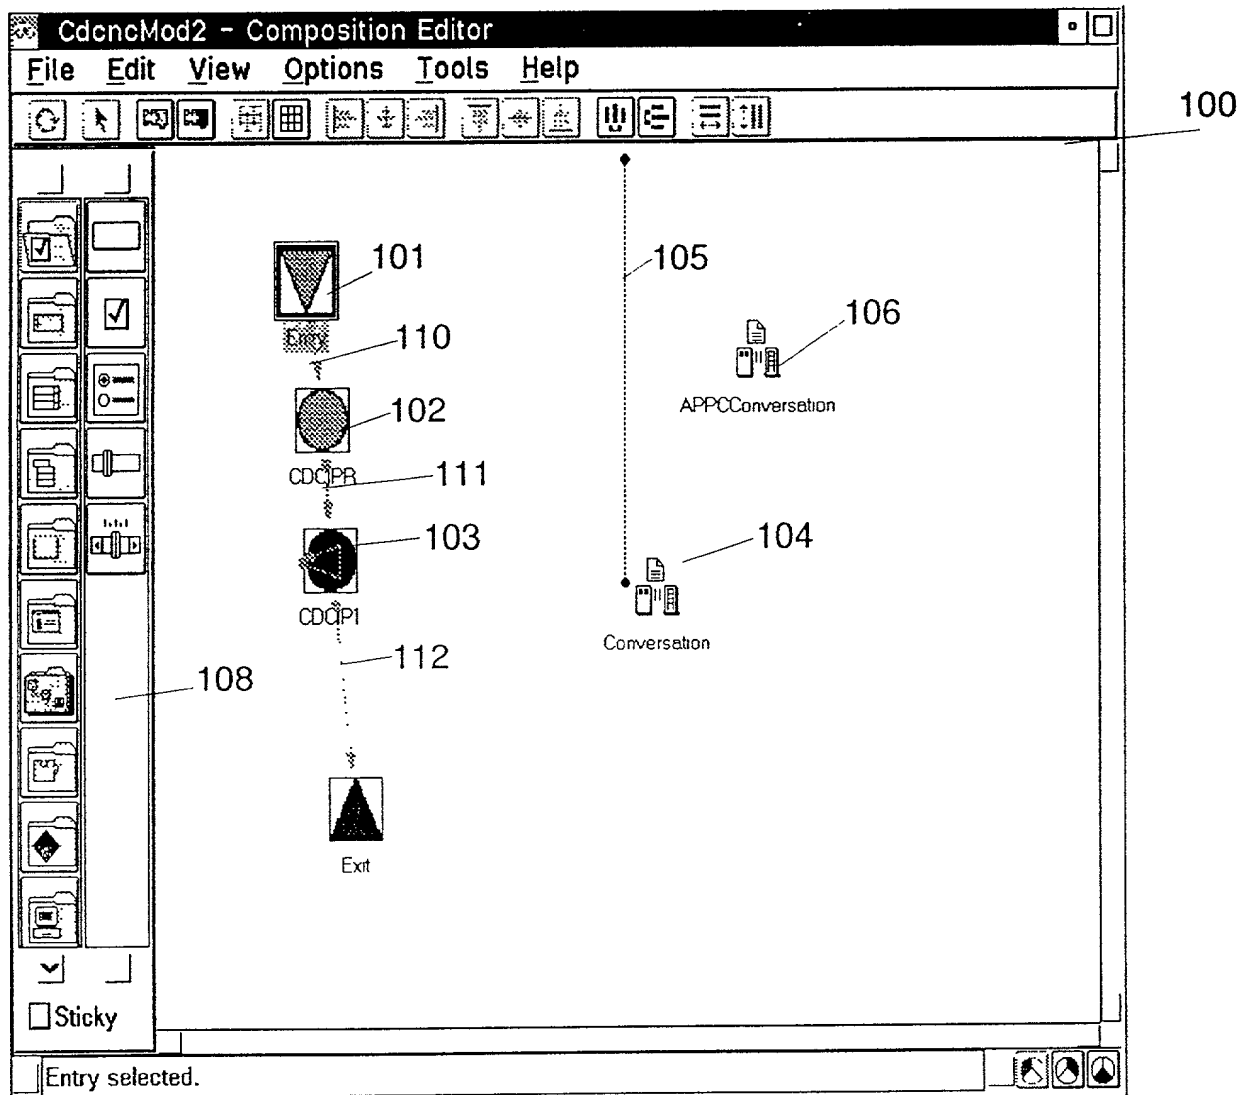 CdcncMod2 - Composition Editor
File Edit View Options Tools Help
100
101
Entry
110
102
CDCIPR
111
103
CDCIP1
112
108
Exit
105
106
APPCConversation
104
Conversation
Sticky
Entry selected.